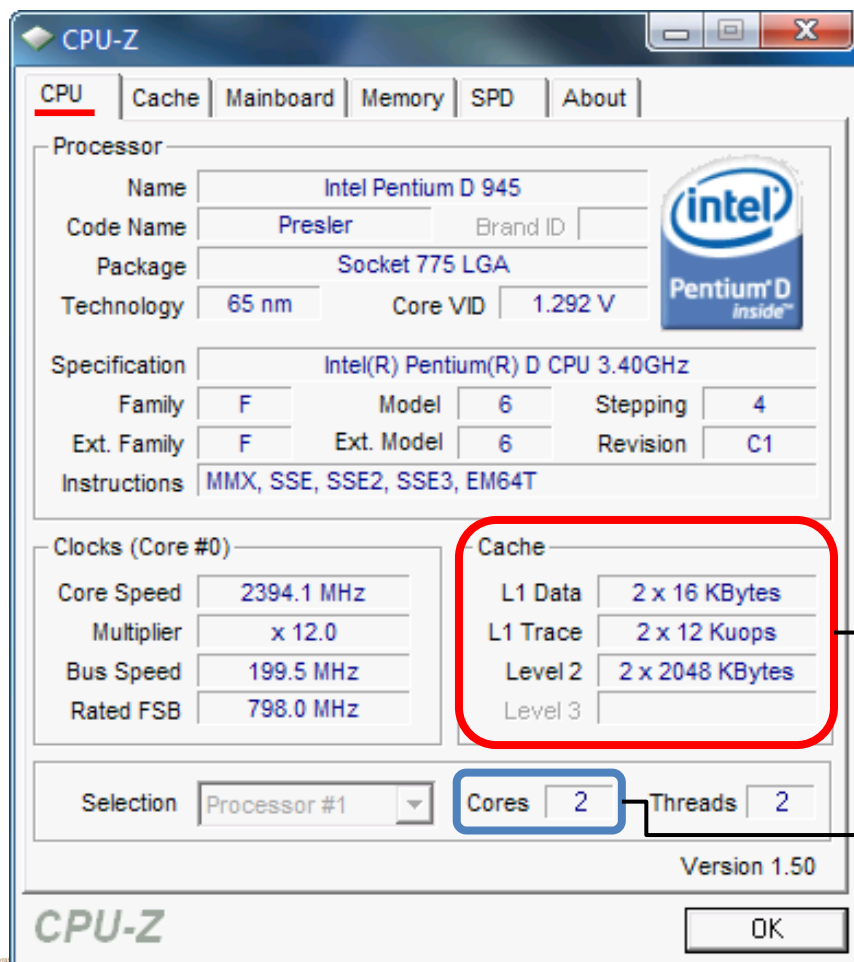 CPU-Z
CPU Cache Mainboard Memory SPD About
Processor
Name Intel Pentium D 945
Code Name Presler Brand ID
Package Socket 775 LGA
Technology 65 nm Core VID 1.292 V
intel
Pentium® D
inside™
Specification Intel(R) Pentium(R) D CPU 3.40GHz
Family F Model 6 Stepping 4
Ext. Family F Ext. Model 6 Revision C1
Instructions MMX, SSE, SSE2, SSE3, EM64T
Clocks (Core #0)
Core Speed 2394.1 MHz
Multiplier x 12.0
Bus Speed 199.5 MHz
Rated FSB 798.0 MHz
Cache
L1 Data 2 x 16 KBytes
L1 Trace 2 x 12 Kuops
Level 2 2 x 2048 KBytes
Level 3
Selection Processor #1 Cores 2 Threads 2
Version 1.50
CPU-Z OK